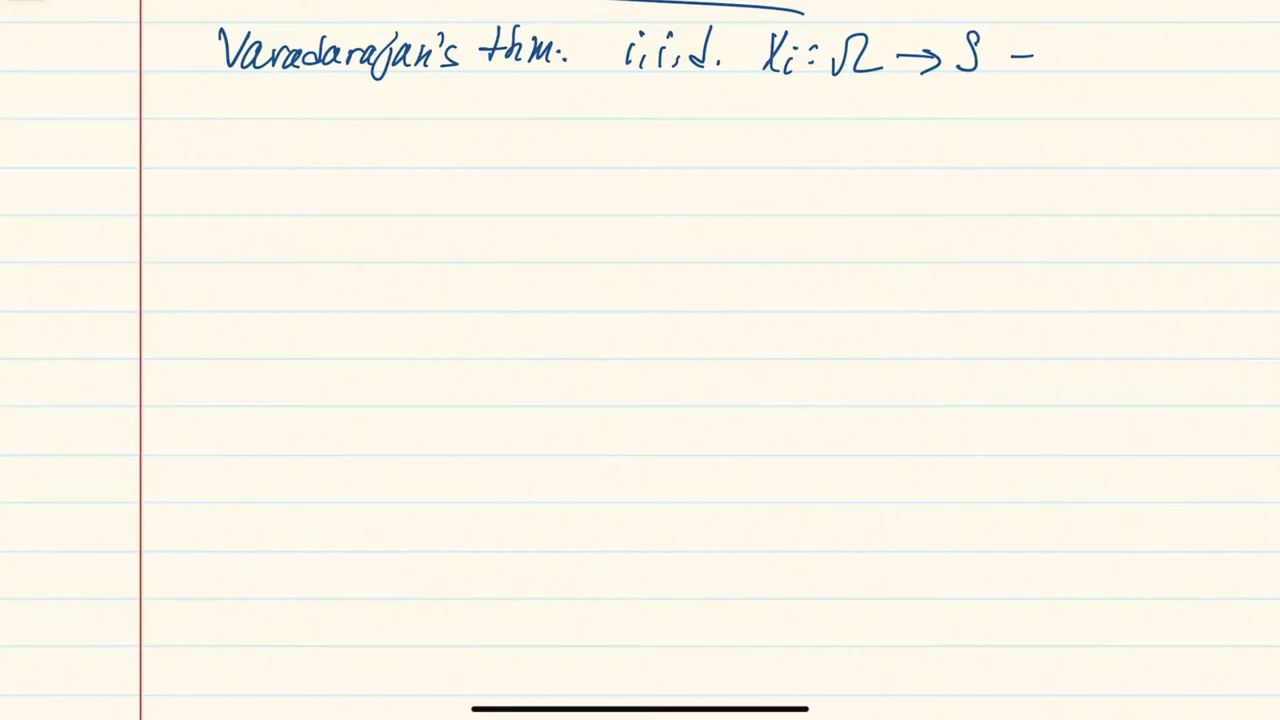 Varadarajan's thm: i.i.d. Xi: Ω → S –